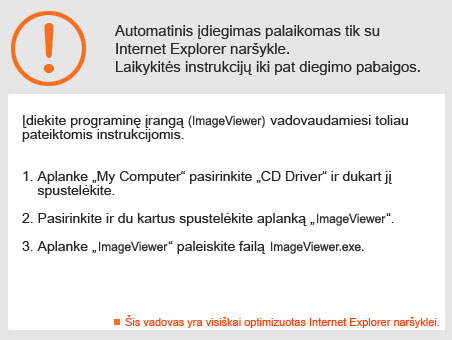 Automatinis įdiegimas palaikomas tik su
Internet Explorer naršykle.
Laikykitės instrukcijų iki pat diegimo pabaigos.
Įdiekite programinę įrangą (ImageViewer) vadovaudamiesi toliau
pateiktomis instrukcijomis.
1. Aplanke „My Computer“ pasirinkite „CD Driver“ ir dukart jį
spustelėkite.
2. Pasirinkite ir du kartus spustelėkite aplanką „ImageViewer“.
3. Aplanke „ImageViewer“ paleiskite failą ImageViewer.exe.
Šis vadovas yra visiškai optimizuotas Internet Explorer naršyklei.